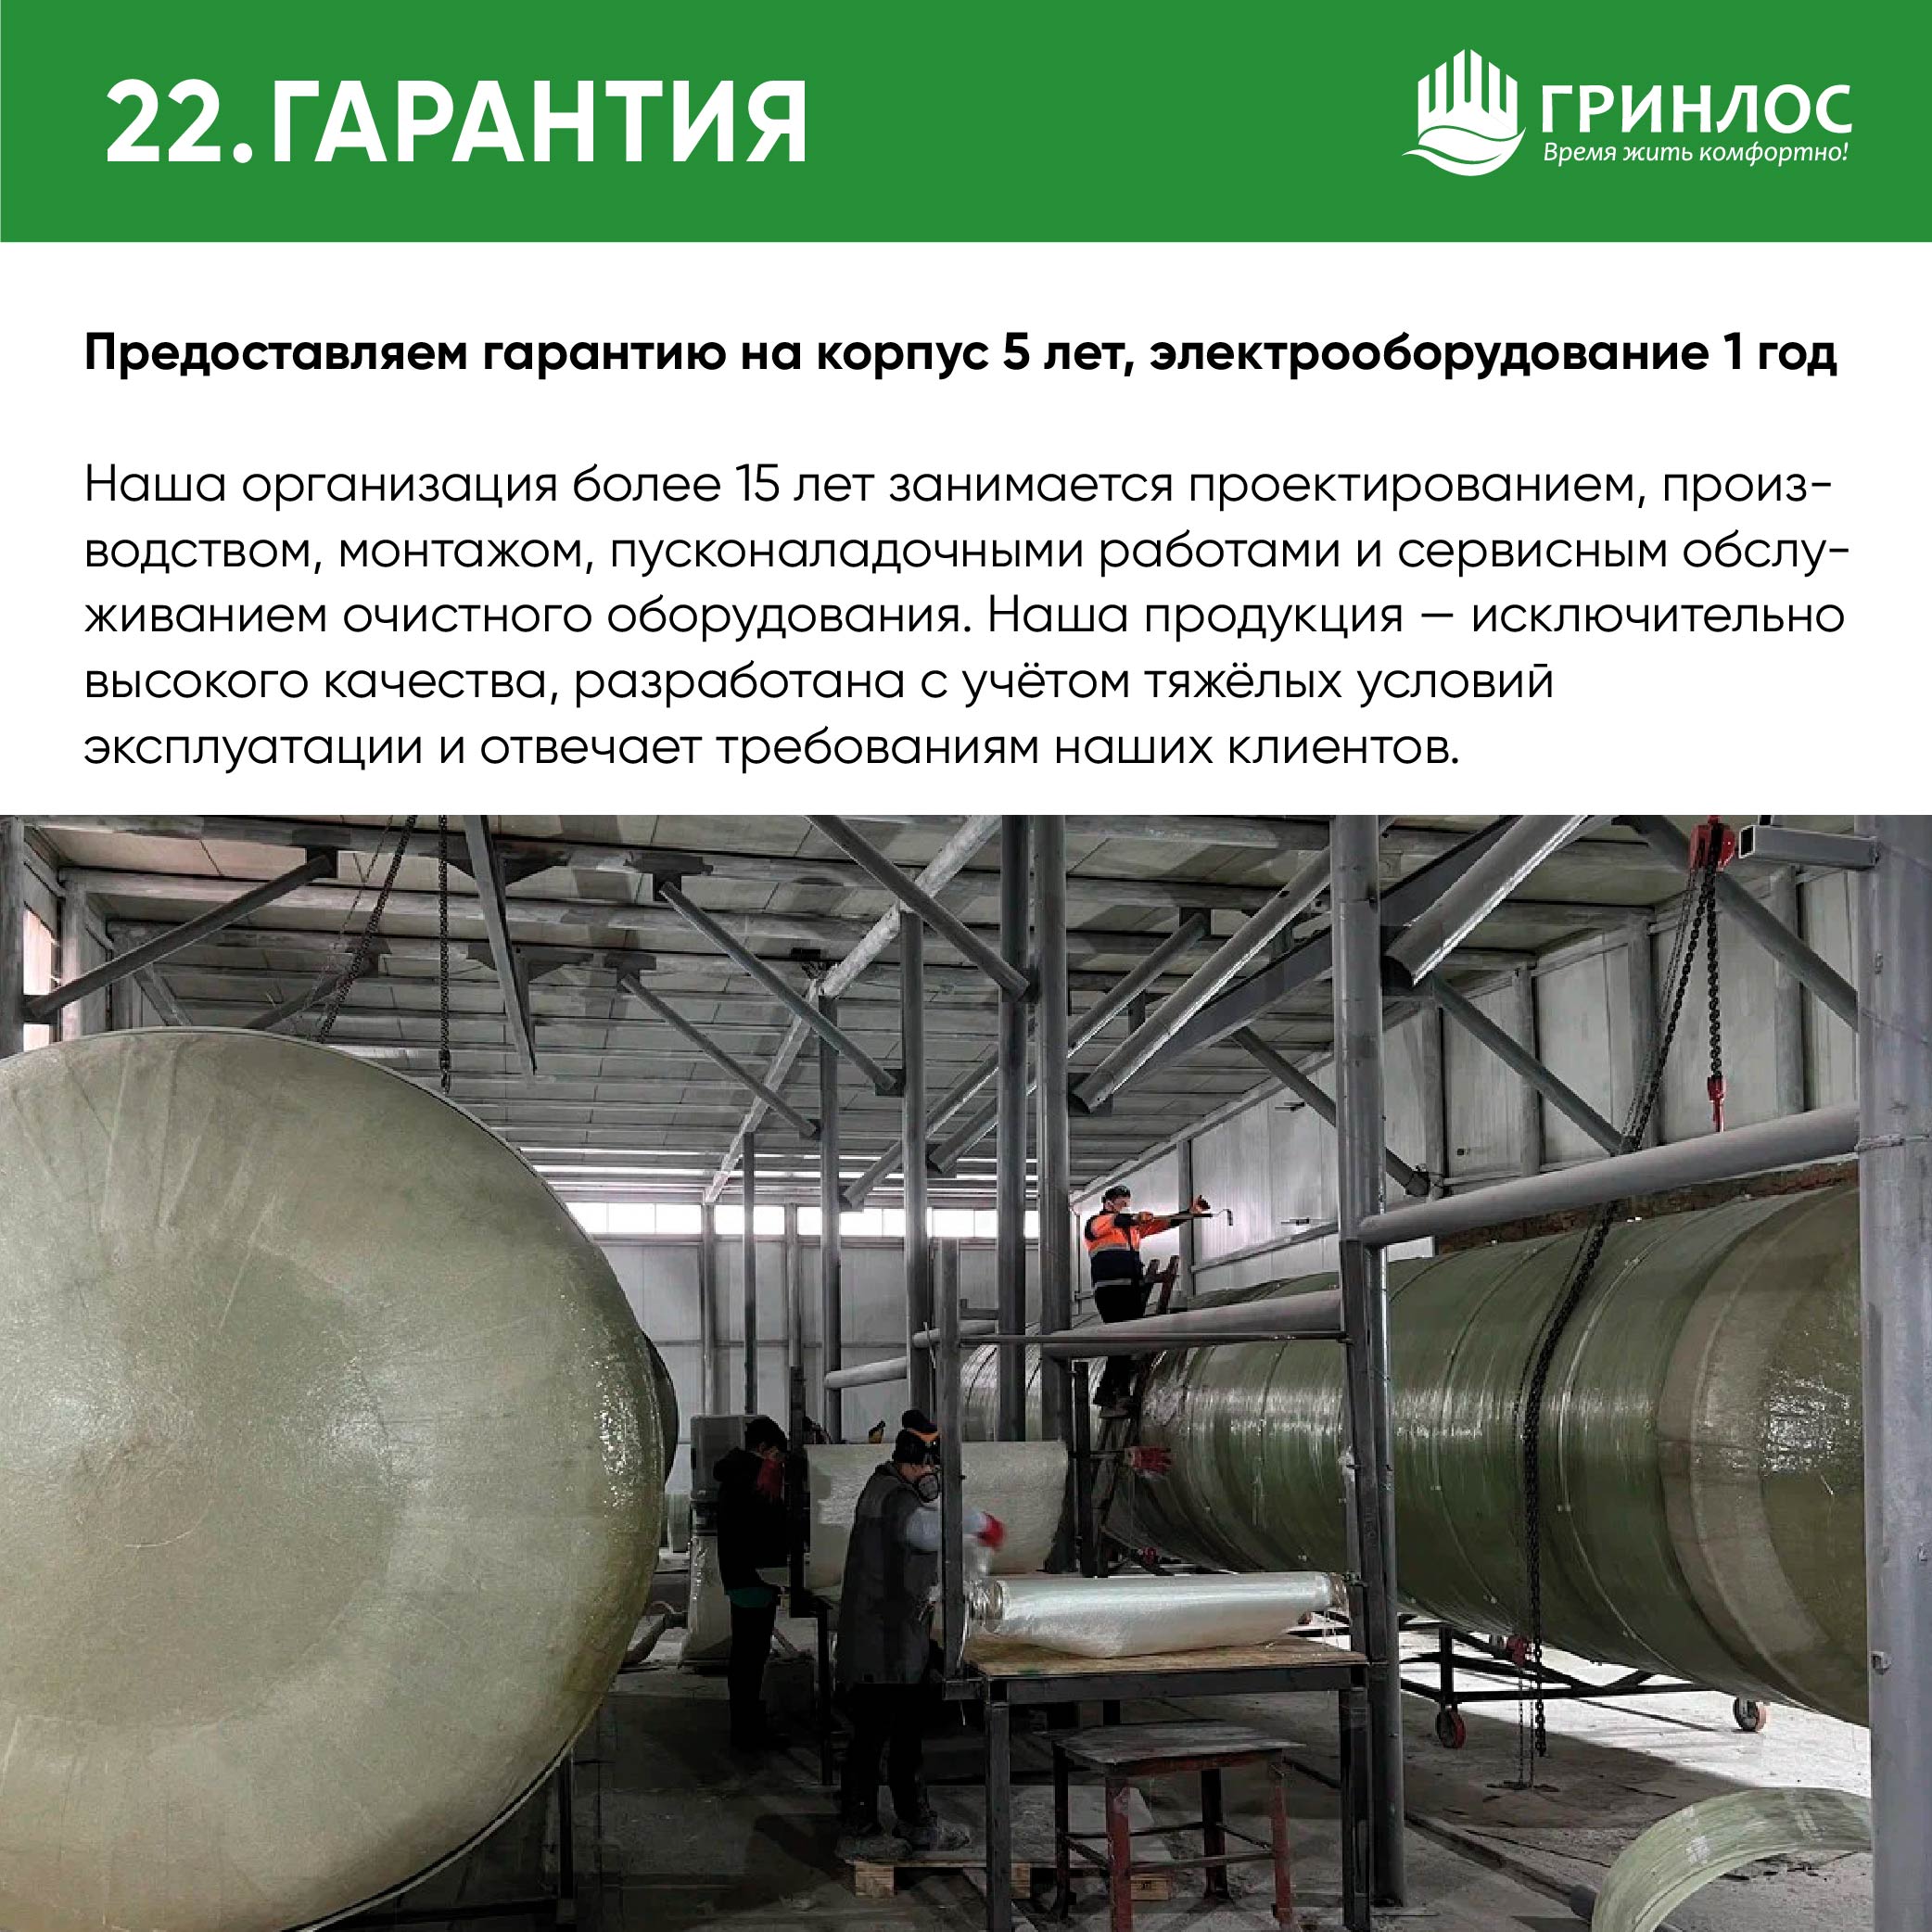 22. ГАРАНТИЯ
ГРИНЛОС
Время жить комфортно!
Предоставляем гарантию на корпус 5 лет, электрооборудование 1 год
Наша организация более 15 лет занимается проектированием, произ-
водством, монтажом, пусконаладочными работами и сервисным обслу-
живанием очистного оборудования. Наша продукция — исключительно
высокого качества, разработана с учётом тяжёлых условий
эксплуатации и отвечает требованиям наших клиентов.